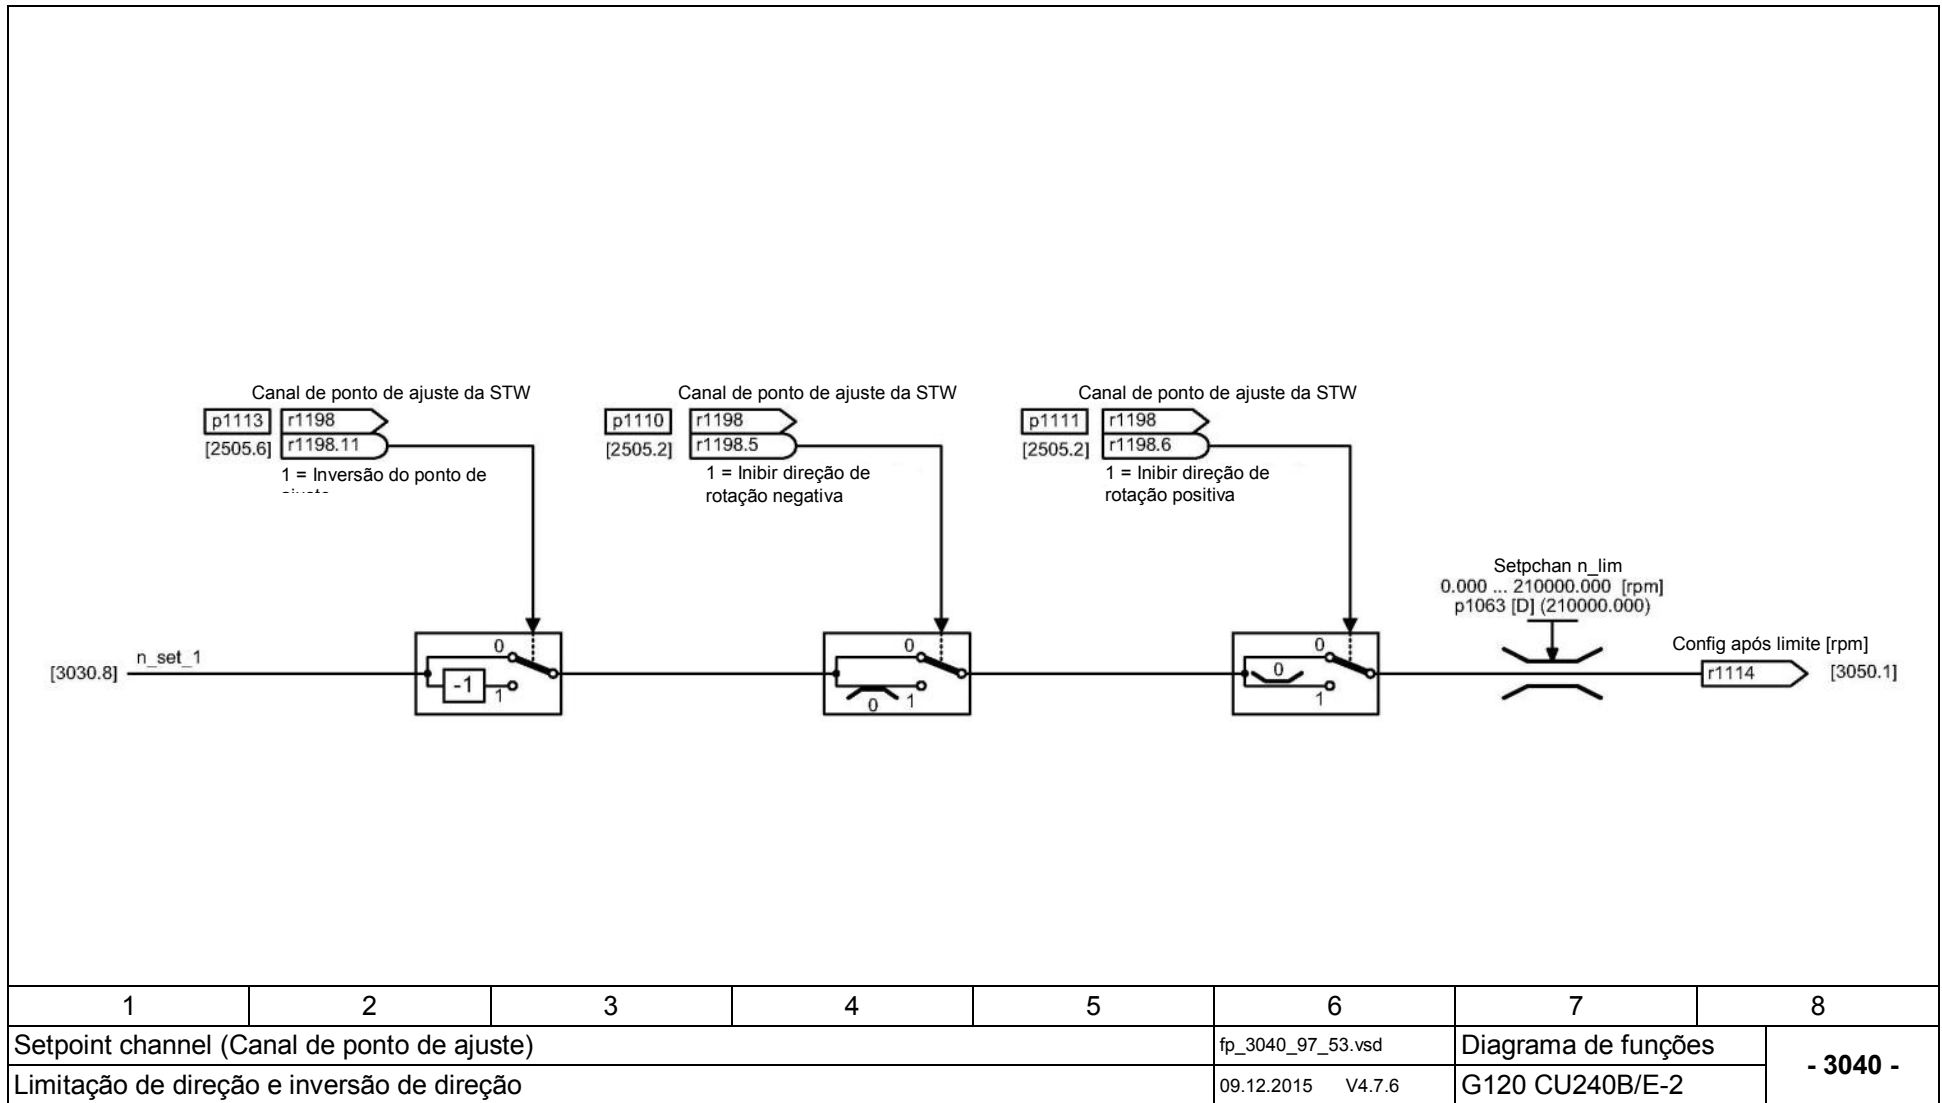 Canal de ponto de ajuste da STW
p1113 r1198
[2505.6] r1198.11
1 = Inversão do ponto de
Canal de ponto de ajuste da STW
p1110 r1198
[2505.2] r1198.5
1 = Inibir direção de
rotação negativa
Canal de ponto de ajuste da STW
p1111 r1198
[2505.2] r1198.6
1 = Inibir direção de
rotação positiva
Setpchan n_lim
0.000 ... 210000.000 [rpm]
p1063 [D] (210000.000)
[3030.8] n_set_1
0
-1
1
0
0
1
0
0
1
Config após limite [rpm]
r1114 [3050.1]
1 2 3 4 5 6 7 8
Setpoint channel (Canal de ponto de ajuste) fp_3040_97_53.vsd Diagrama de funções
- 3040 -
Limitação de direção e inversão de direção 09.12.2015 V4.7.6 G120 CU240B/E-2